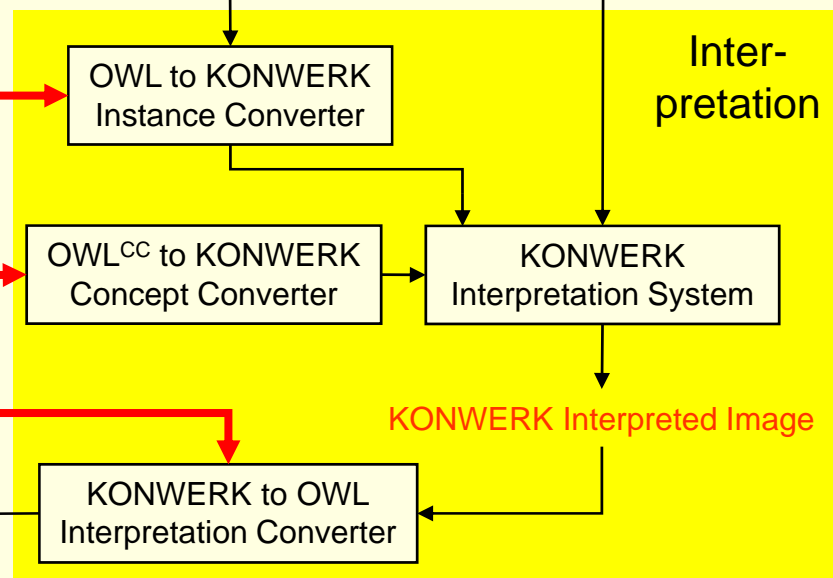 Inter-
pretation
OWL to KONWERK
Instance Converter
OWLCC to KONWERK
Concept Converter
KONWERK
Interpretation System
KONWERK Interpreted Image
KONWERK to OWL
Interpretation Converter